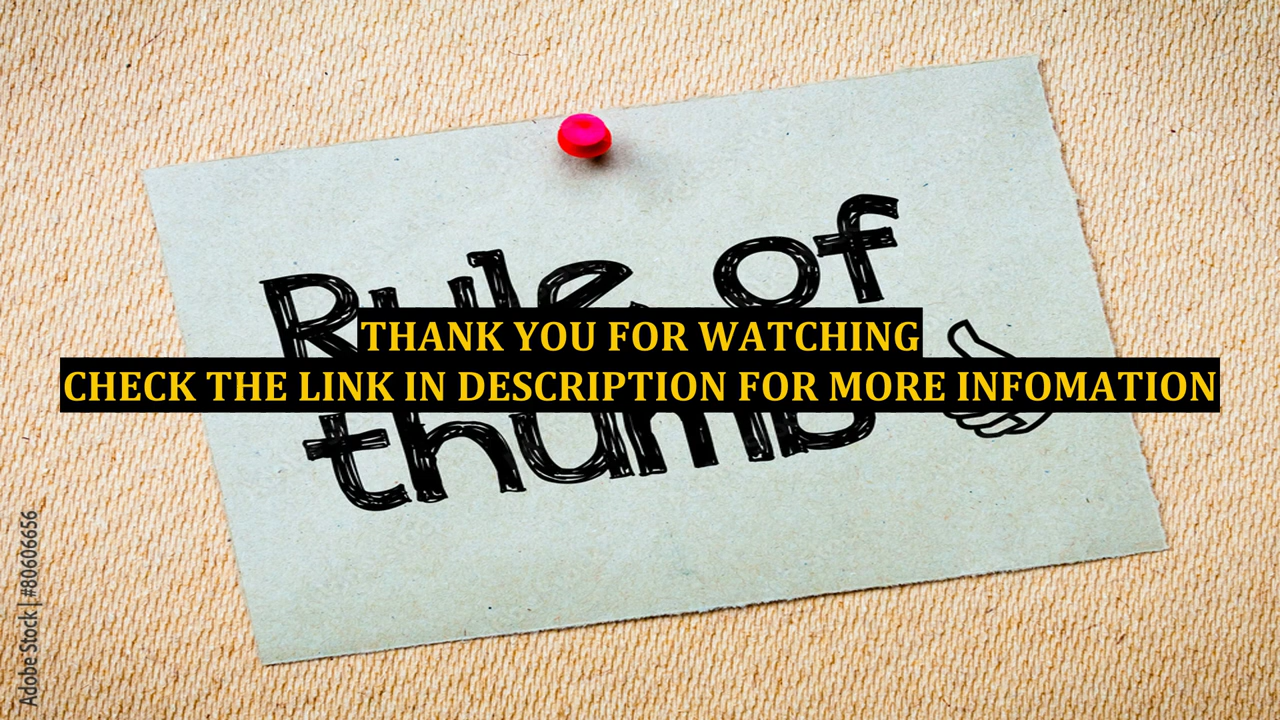 Rule of
THANK YOU FOR WATCHING
CHECK THE LINK IN DESCRIPTION FOR MORE INFOMATION
thumb
Adobe Stock | #80606656